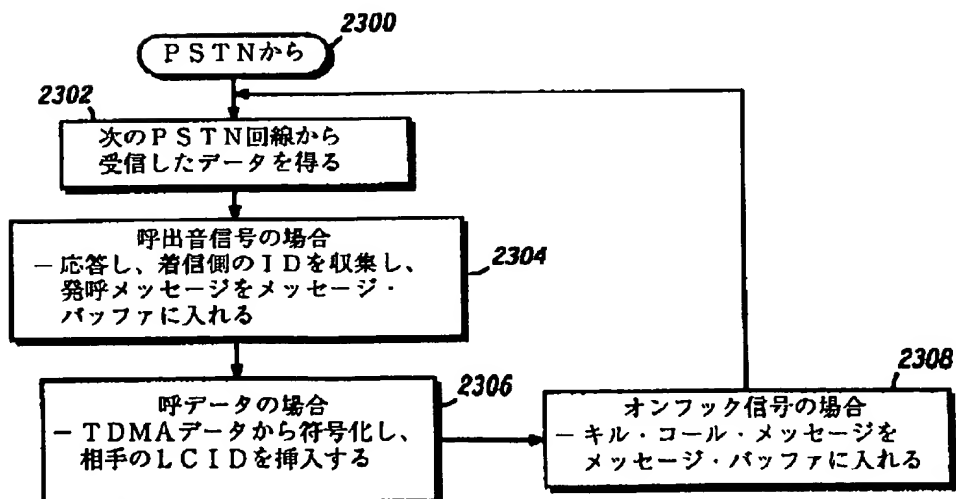 2300
PSTNから
2302
次のPSTN回線から
受信したデータを得る
呼出音信号の場合
－応答し、着信側のIDを収集し、
発呼メッセージをメッセージ・
バッファに入れる
2304
呼データの場合
－TDMAデータから符号化し、
相手のLCIDを挿入する
2306
オンフック信号の場合
－キル・コール・メッセージを
メッセージ・バッファに入れる
2308